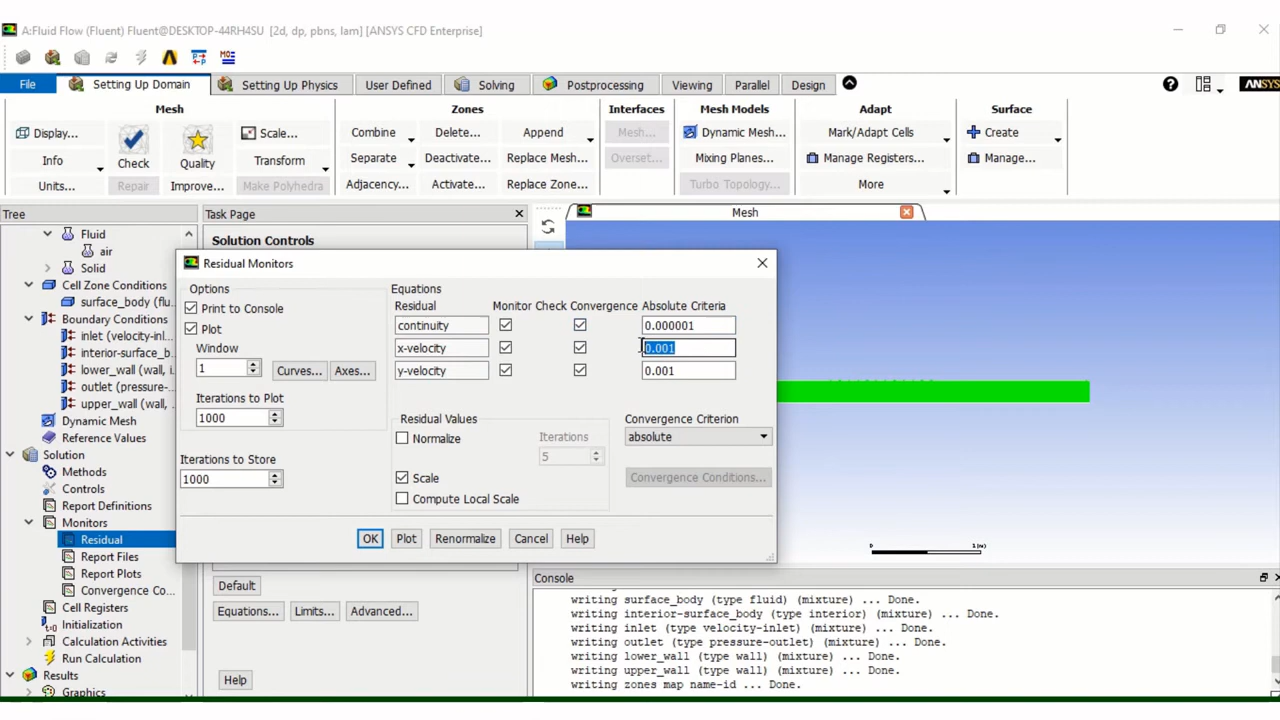 A:Fluid Flow (Fluent) Fluent@DESKTOP-44RH4SU [2d, dp, pbns, lam] [ANSYS CFD Enterprise]
File Setting Up Domain Setting Up Physics User Defined Solving Postprocessing Viewing Parallel Design ANSYS
Mesh Zones Interfaces Mesh Models Adapt Surface
Display... Scale... Combine Delete... Append Mesh... Dynamic Mesh... Mark/Adapt Cells Create
Info Check Quality Transform Separate Deactivate... Replace Mesh... Overset... Mixing Planes... Manage Registers... Manage...
Units... Repair Improve... Make Polyhedra Adjacency... Activate... Replace Zone... Turbo Topology... More
Tree
Fluid
air
Solid
Cell Zone Conditions
surface_body (flu
Boundary Conditions
inlet (velocity-inl..
interior-surface_b
lower_wall (wall, ..
outlet (pressure-
upper_wall (wall, ..
Dynamic Mesh
Reference Values
Solution
Methods
Controls
Report Definitions
Monitors
Residual
Report Files
Report Plots
Convergence Co...
Cell Registers
Initialization
Calculation Activities
Run Calculation
Results
Graphics
Task Page
Solution Controls
Mesh
Residual Monitors
Options
Print to Console
Plot
Window
1 Curves... Axes...
Iterations to Plot
1000
Iterations to Store
1000
Equations
Residual Monitor Check Convergence Absolute Criteria
continuity 0.000001
x-velocity 0.001
y-velocity 0.001
Residual Values
Normalize
Iterations
5
Scale
Compute Local Scale
Convergence Criterion
absolute
Convergence Conditions...
OK Plot Renormalize Cancel Help
Default
Equations... Limits... Advanced...
Help
0
1 (m)
Console
writing surface_body (type fluid) (mixture) ... Done.
writing interior-surface_body (type interior) (mixture) ... Done.
writing inlet (type velocity-inlet) (mixture) ... Done.
writing outlet (type pressure-outlet) (mixture) ... Done.
writing lower_wall (type wall) (mixture) ... Done.
writing upper_wall (type wall) (mixture) ... Done.
writing zones map name-id ... Done.